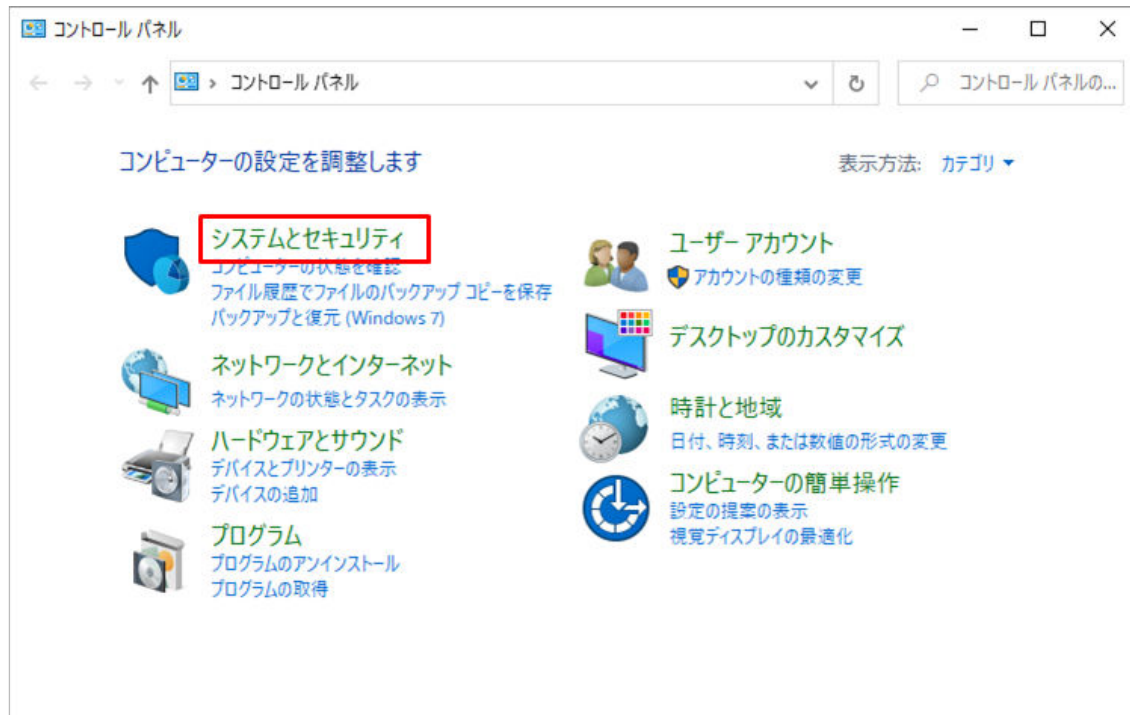 コントロール パネル
コントロール パネル
コントロール パネルの...
コンピューターの設定を調整します
表示方法: カテゴリ
システムとセキュリティ
コンピューターの状態を確認
ファイル履歴でファイルのバックアップ コピーを保存
バックアップと復元 (Windows 7)
ネットワークとインターネット
ネットワークの状態とタスクの表示
ハードウェアとサウンド
デバイスとプリンターの表示
デバイスの追加
プログラム
プログラムのアンインストール
プログラムの取得
ユーザー アカウント
アカウントの種類の変更
デスクトップのカスタマイズ
時計と地域
日付、時刻、または数値の形式の変更
コンピューターの簡単操作
設定の提案の表示
視覚ディスプレイの最適化